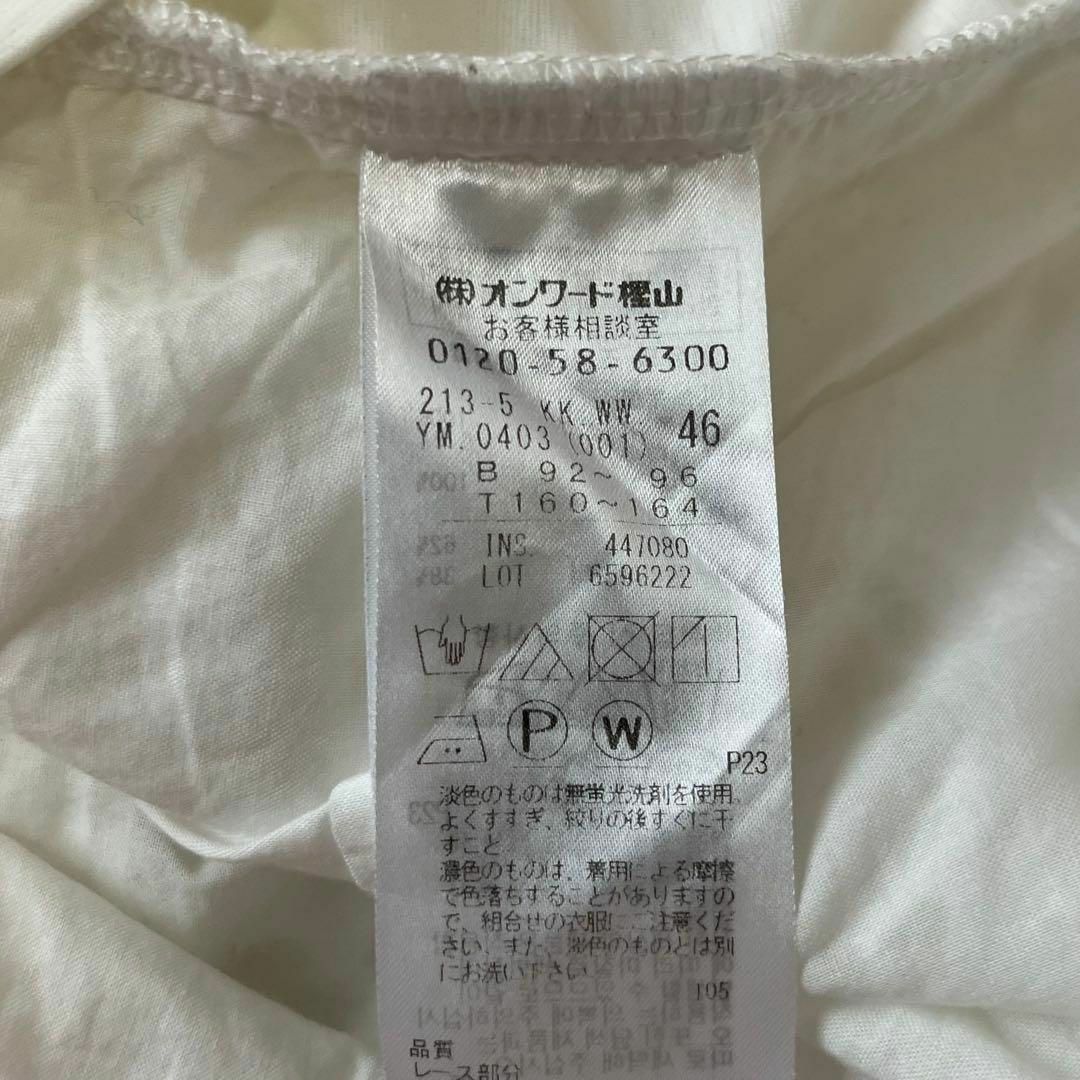 (株)オンワード樫山
お客様相談室
0120-58-6300
213-5 KK WW
YM.0403(001) 46
B 92~96
T 160~164
INS. 447080
LOT 6596222
P W
P23
淡色のものは無蛍光洗剤を使用、
よくすすぎ、絞りの後すぐに干
すこと。
濃色のものは、着用による摩擦
で色落ちすることがありますの
で、組合せの衣服にご注意くだ
さい、また、淡色のものとは別
にお洗い下さい。
105
品質
レース部分